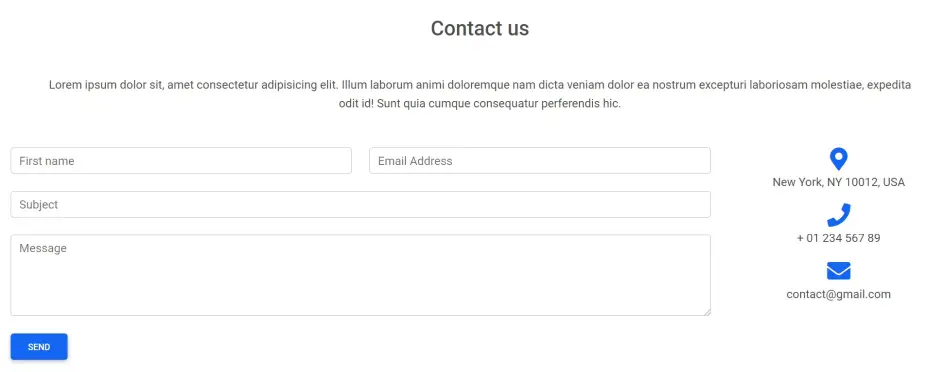 Contact us
Lorem ipsum dolor sit, amet consectetur adipisicing elit. Illum laborum animi doloremque nam dicta veniam dolor ea nostrum excepturi laboriosam molestiae, expedita
odit id! Sunt quia cumque consequatur perferendis hic.
First name
Email Address
Subject
Message
SEND
New York, NY 10012, USA
+ 01 234 567 89
contact@gmail.com